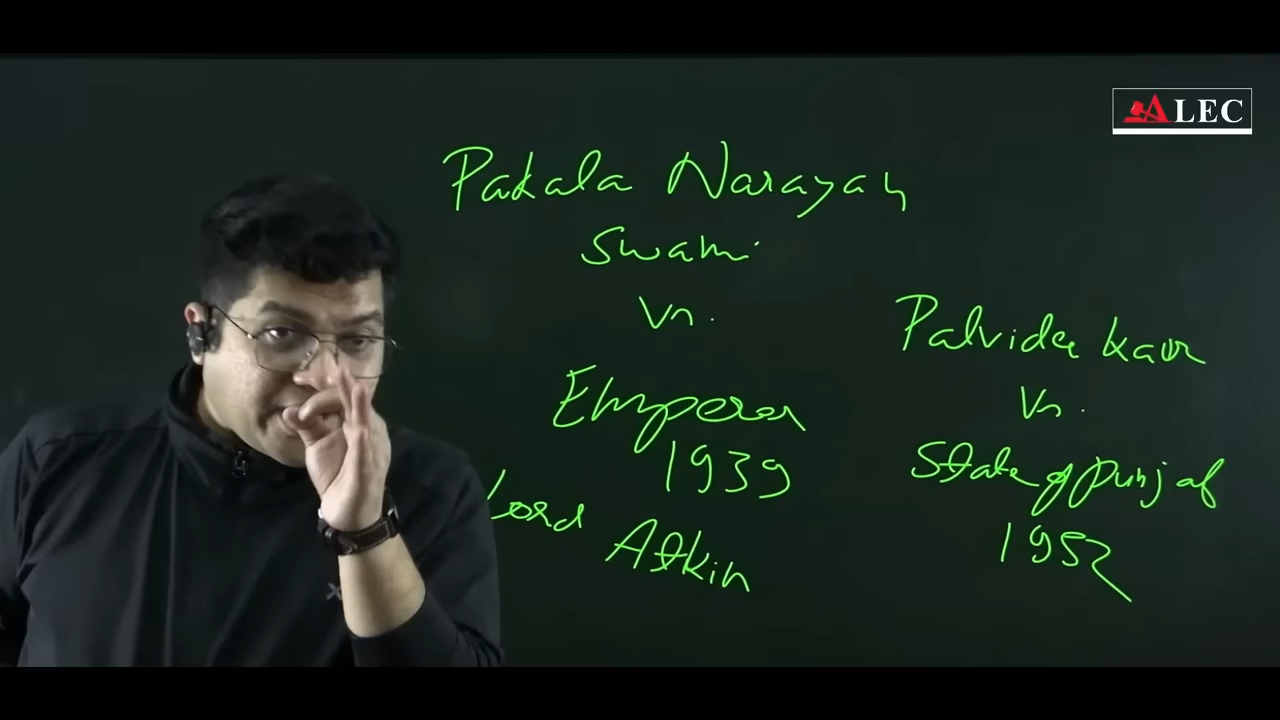 ALEC
Pakala Narayan
Swami
Vs.
Emperor
1939
Lord Atkin
Palvider Kaur
Vs.
State of Punjab
1952